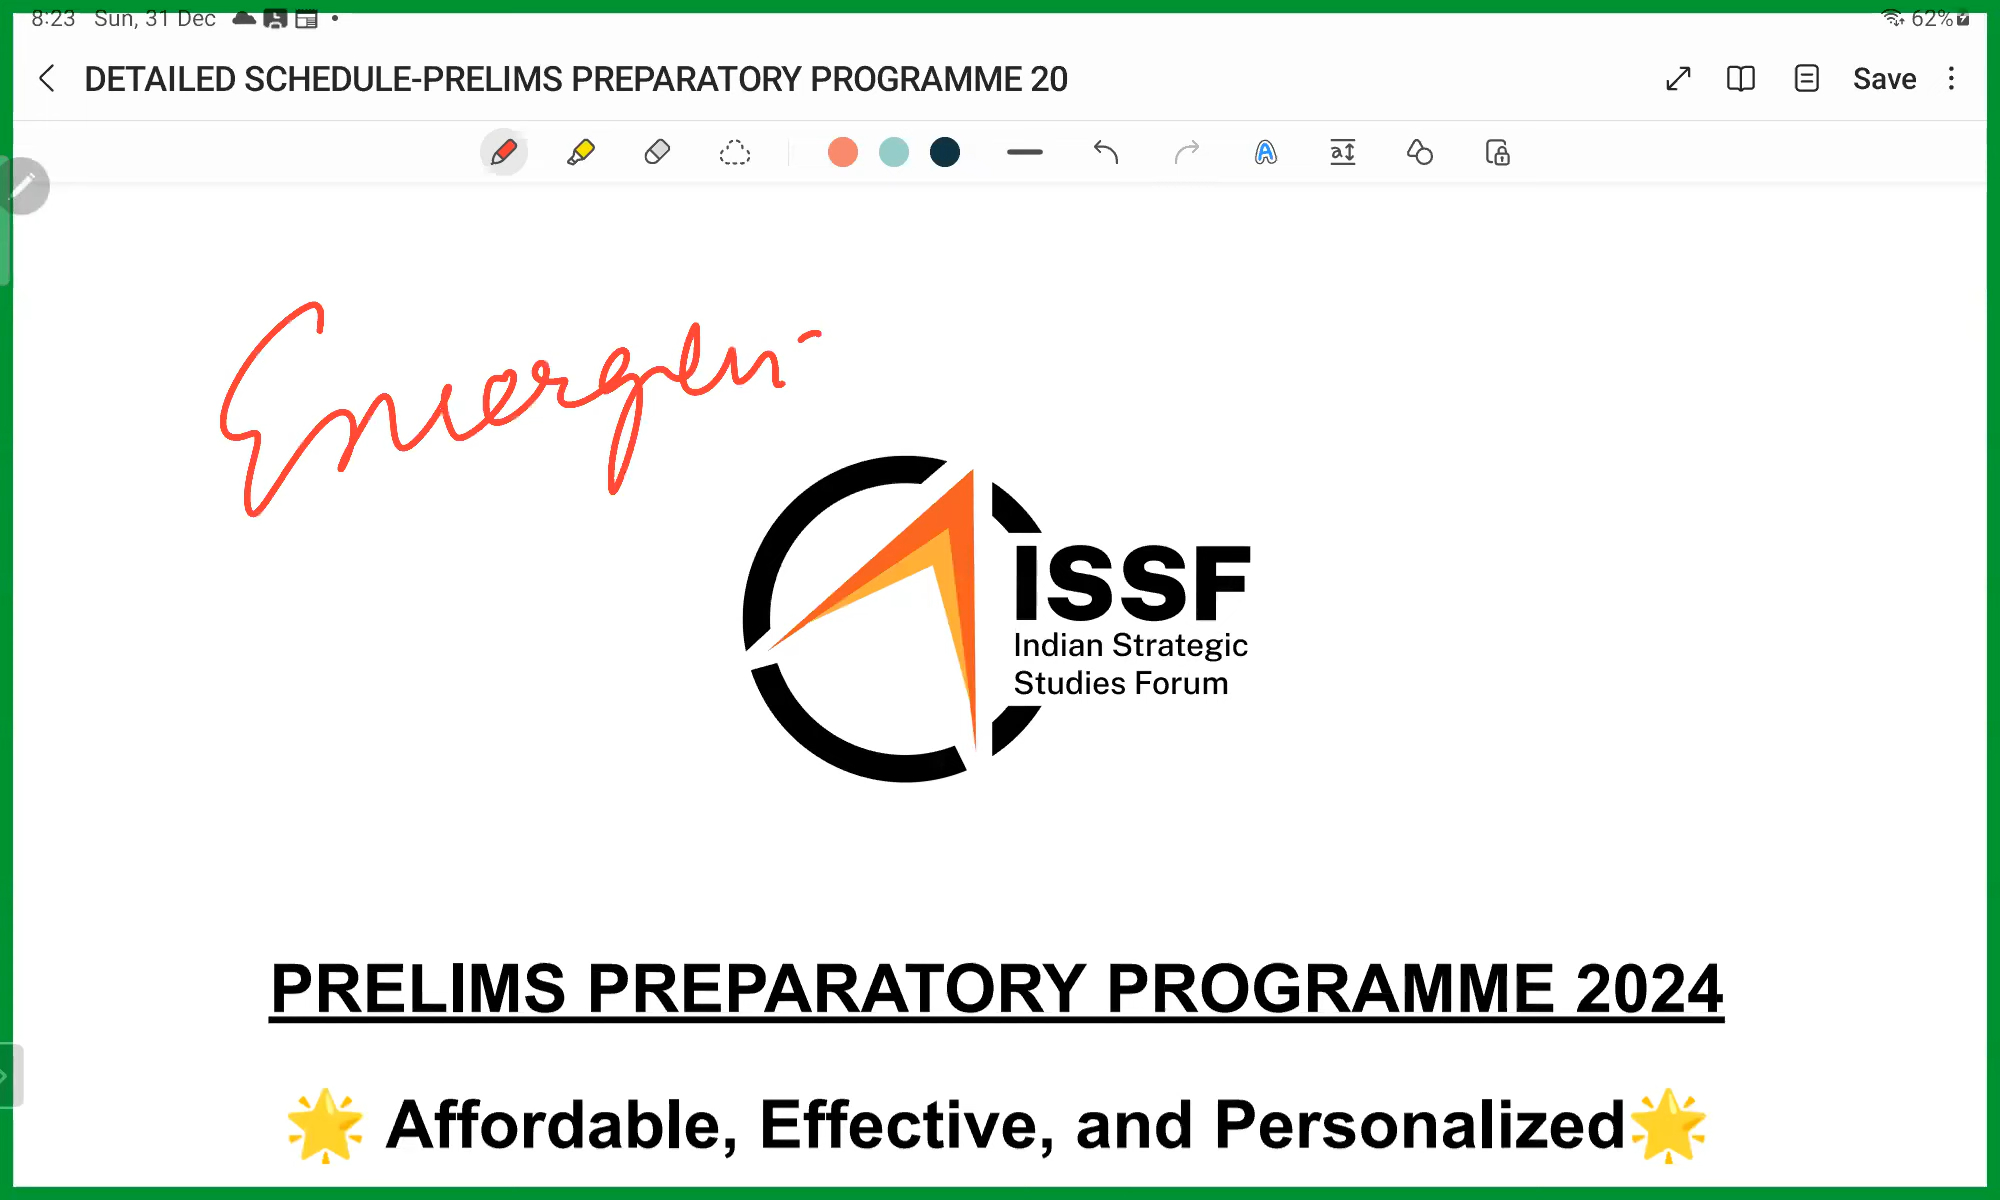 8:23 Sun, 31 Dec 62%
DETAILED SCHEDULE-PRELIMS PREPARATORY PROGRAMME 20 Save
Emergen
ISSF
Indian Strategic
Studies Forum
PRELIMS PREPARATORY PROGRAMME 2024
🌟 Affordable, Effective, and Personalized🌟